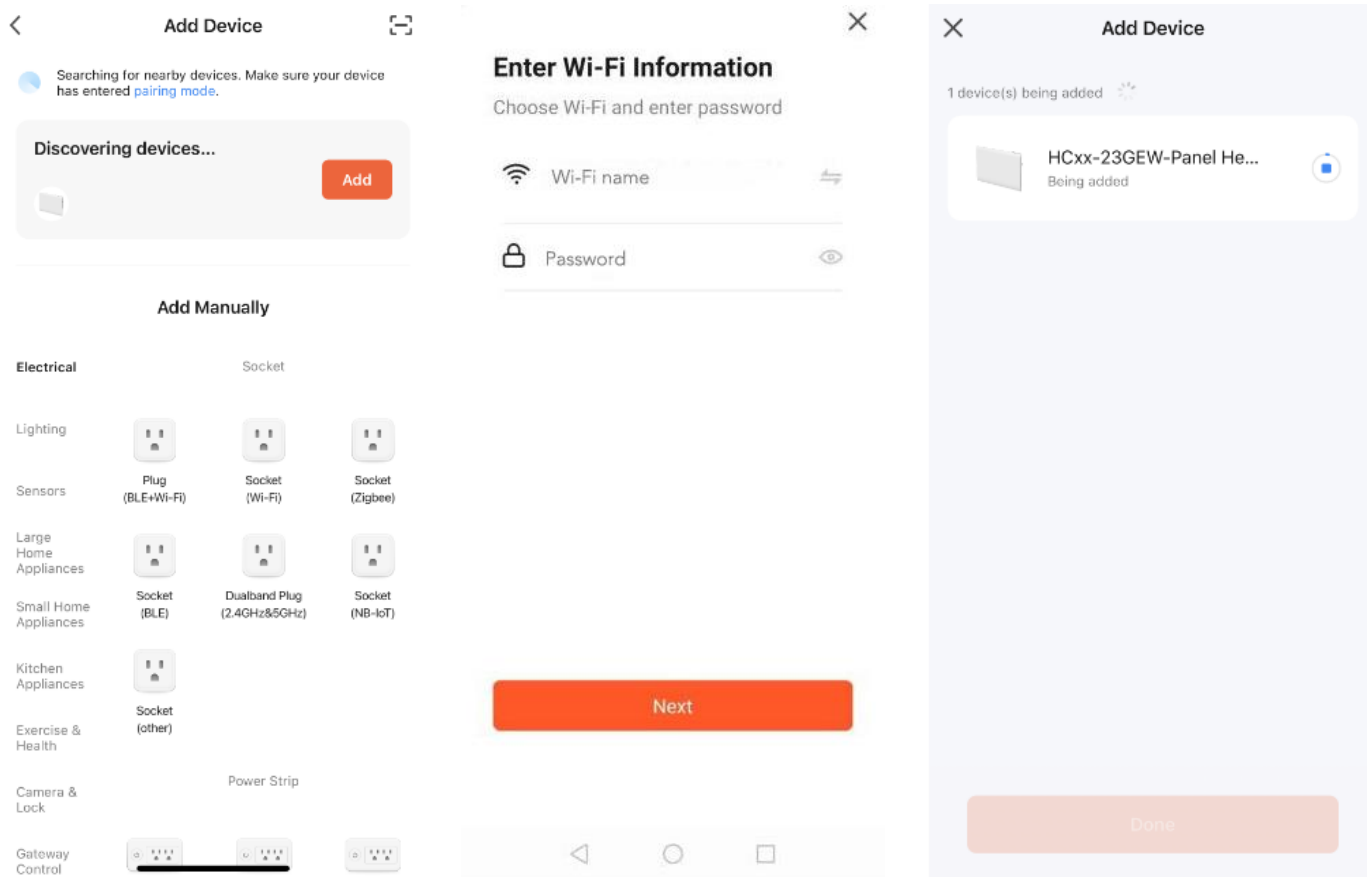 Add Device
Searching for nearby devices. Make sure your device
has entered pairing mode.
Discovering devices...
Add
Add Manually
Electrical
Lighting
Sensors
Large
Home
Appliances
Small Home
Appliances
Kitchen
Appliances
Exercise &
Health
Camera &
Lock
Gateway
Control
Socket
Plug
(BLE+Wi-Fi)
Socket
(Wi-Fi)
Socket
(Zigbee)
Socket
(BLE)
Dualband Plug
(2.4GHz&5GHz)
Socket
(NB-IoT)
Socket
(other)
Power Strip
Enter Wi-Fi Information
Choose Wi-Fi and enter password
Wi-Fi name
Password
Next
Add Device
1 device(s) being added
HCxx-23GEW-Panel He...
Being added
Done